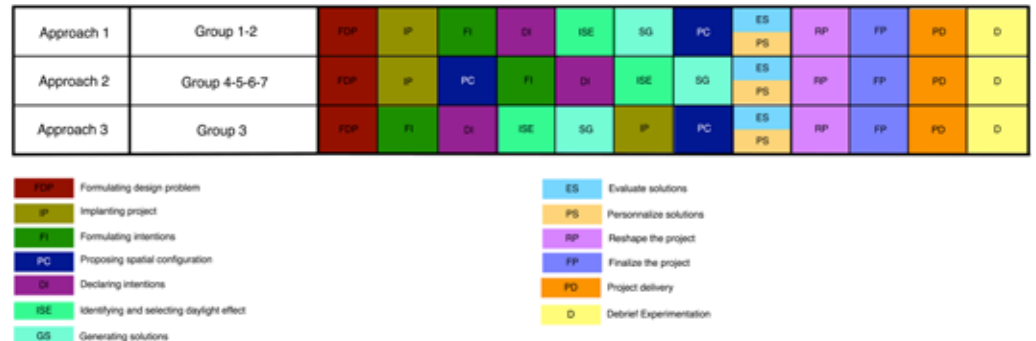 Approach 1 Group 1-2 FDP IP FI DI ISE SG PC ES PS RP FP PD D
Approach 2 Group 4-5-6-7 FDP IP PC FI DI ISE SG ES PS RP FP PD D
Approach 3 Group 3 FDP FI DI ISE SG IP PC ES PS RP FP PD D
FDP Formulating design problem
IP Implanting project
FI Formulating intentions
PC Proposing spatial configuration
DI Declaring intentions
ISE Identifying and selecting daylight effect
GS Generating solutions
ES Evaluate solutions
PS Personnalize solutions
RP Reshape the project
FP Finalize the project
PD Project delivery
D Debrief Experimentation